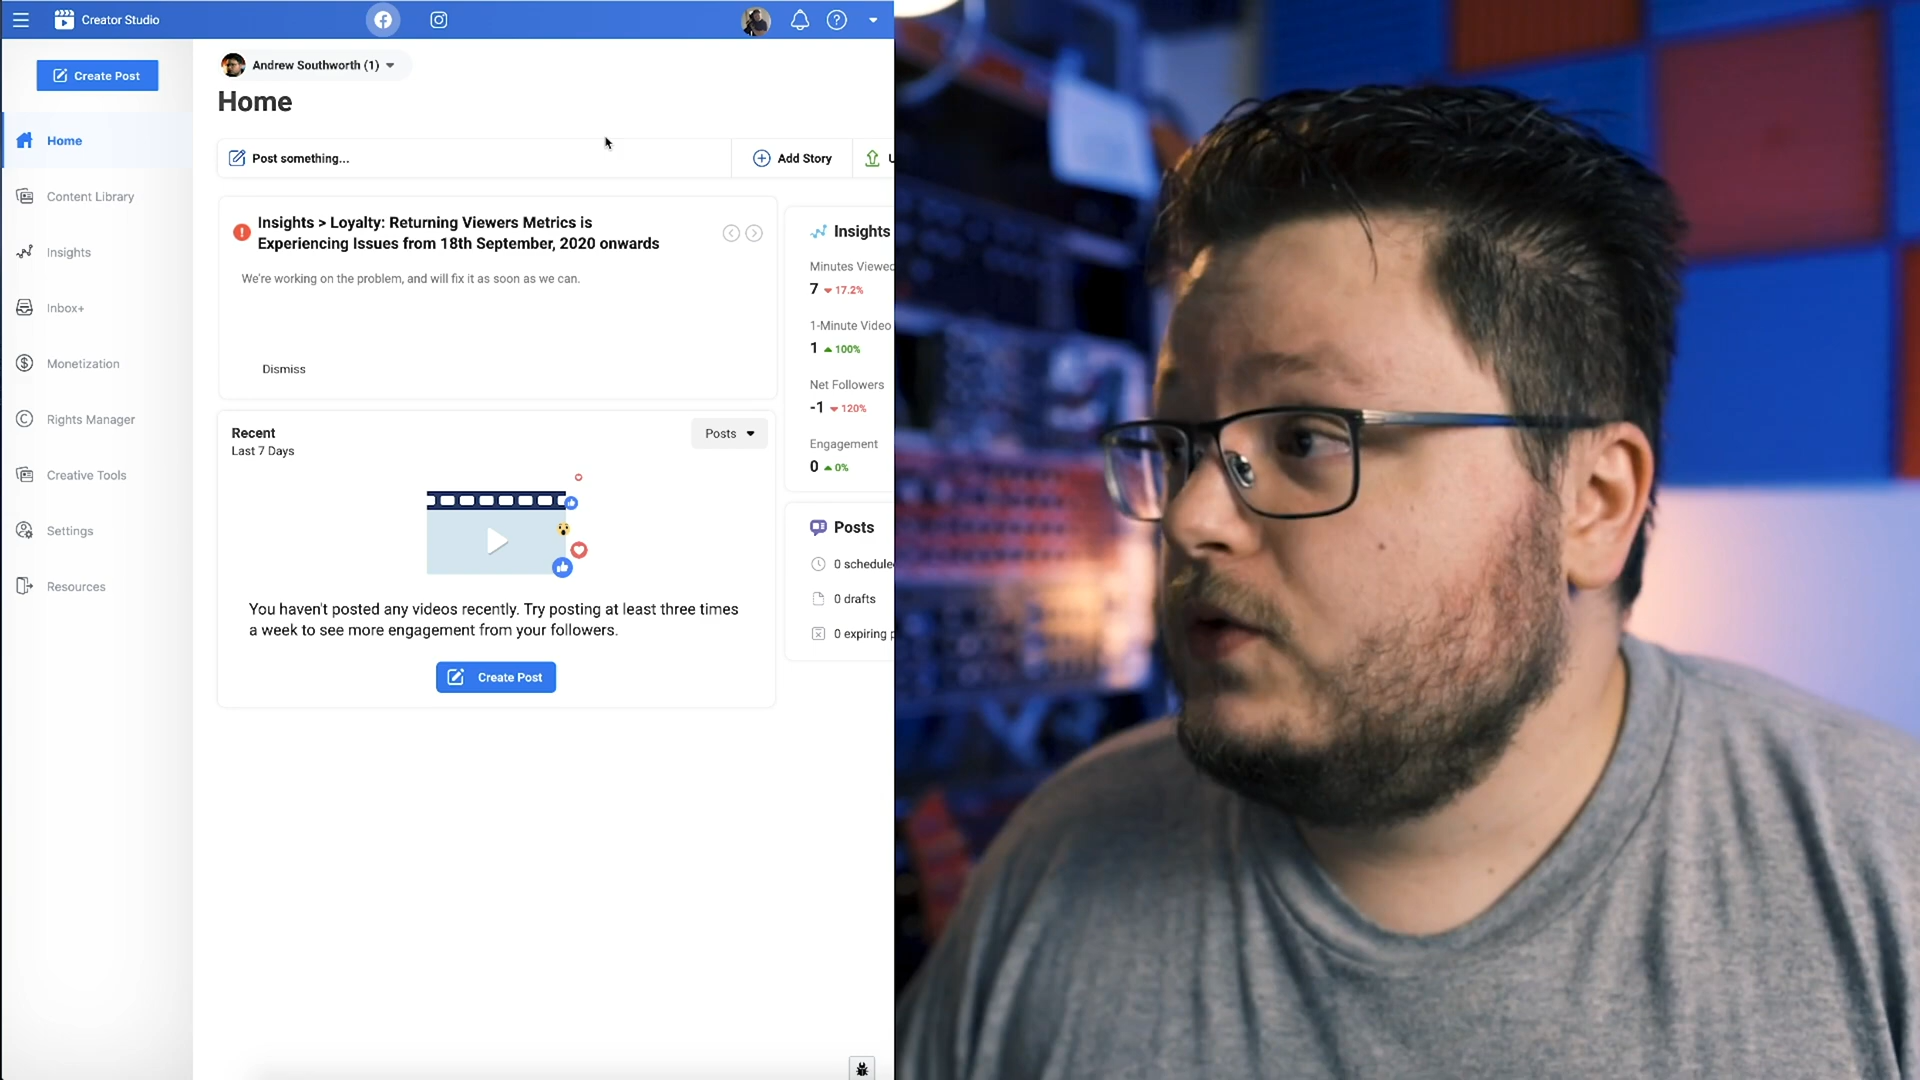 Creator Studio
Create Post
Home
Content Library
Insights
Inbox+
Monetization
Rights Manager
Creative Tools
Settings
Resources
Andrew Southworth (1)
Home
Post something...
Add Story
U
Insights > Loyalty: Returning Viewers Metrics is
Experiencing Issues from 18th September, 2020 onwards
We're working on the problem, and will fix it as soon as we can.
Dismiss
Recent
Last 7 Days
Posts
You haven't posted any videos recently. Try posting at least three times
a week to see more engagement from your followers.
Create Post
Insights
Minutes Viewed
7 17.2%
1-Minute Video
1 100%
Net Followers
-1 120%
Engagement
0 0%
Posts
0 schedule
0 drafts
0 expiring p